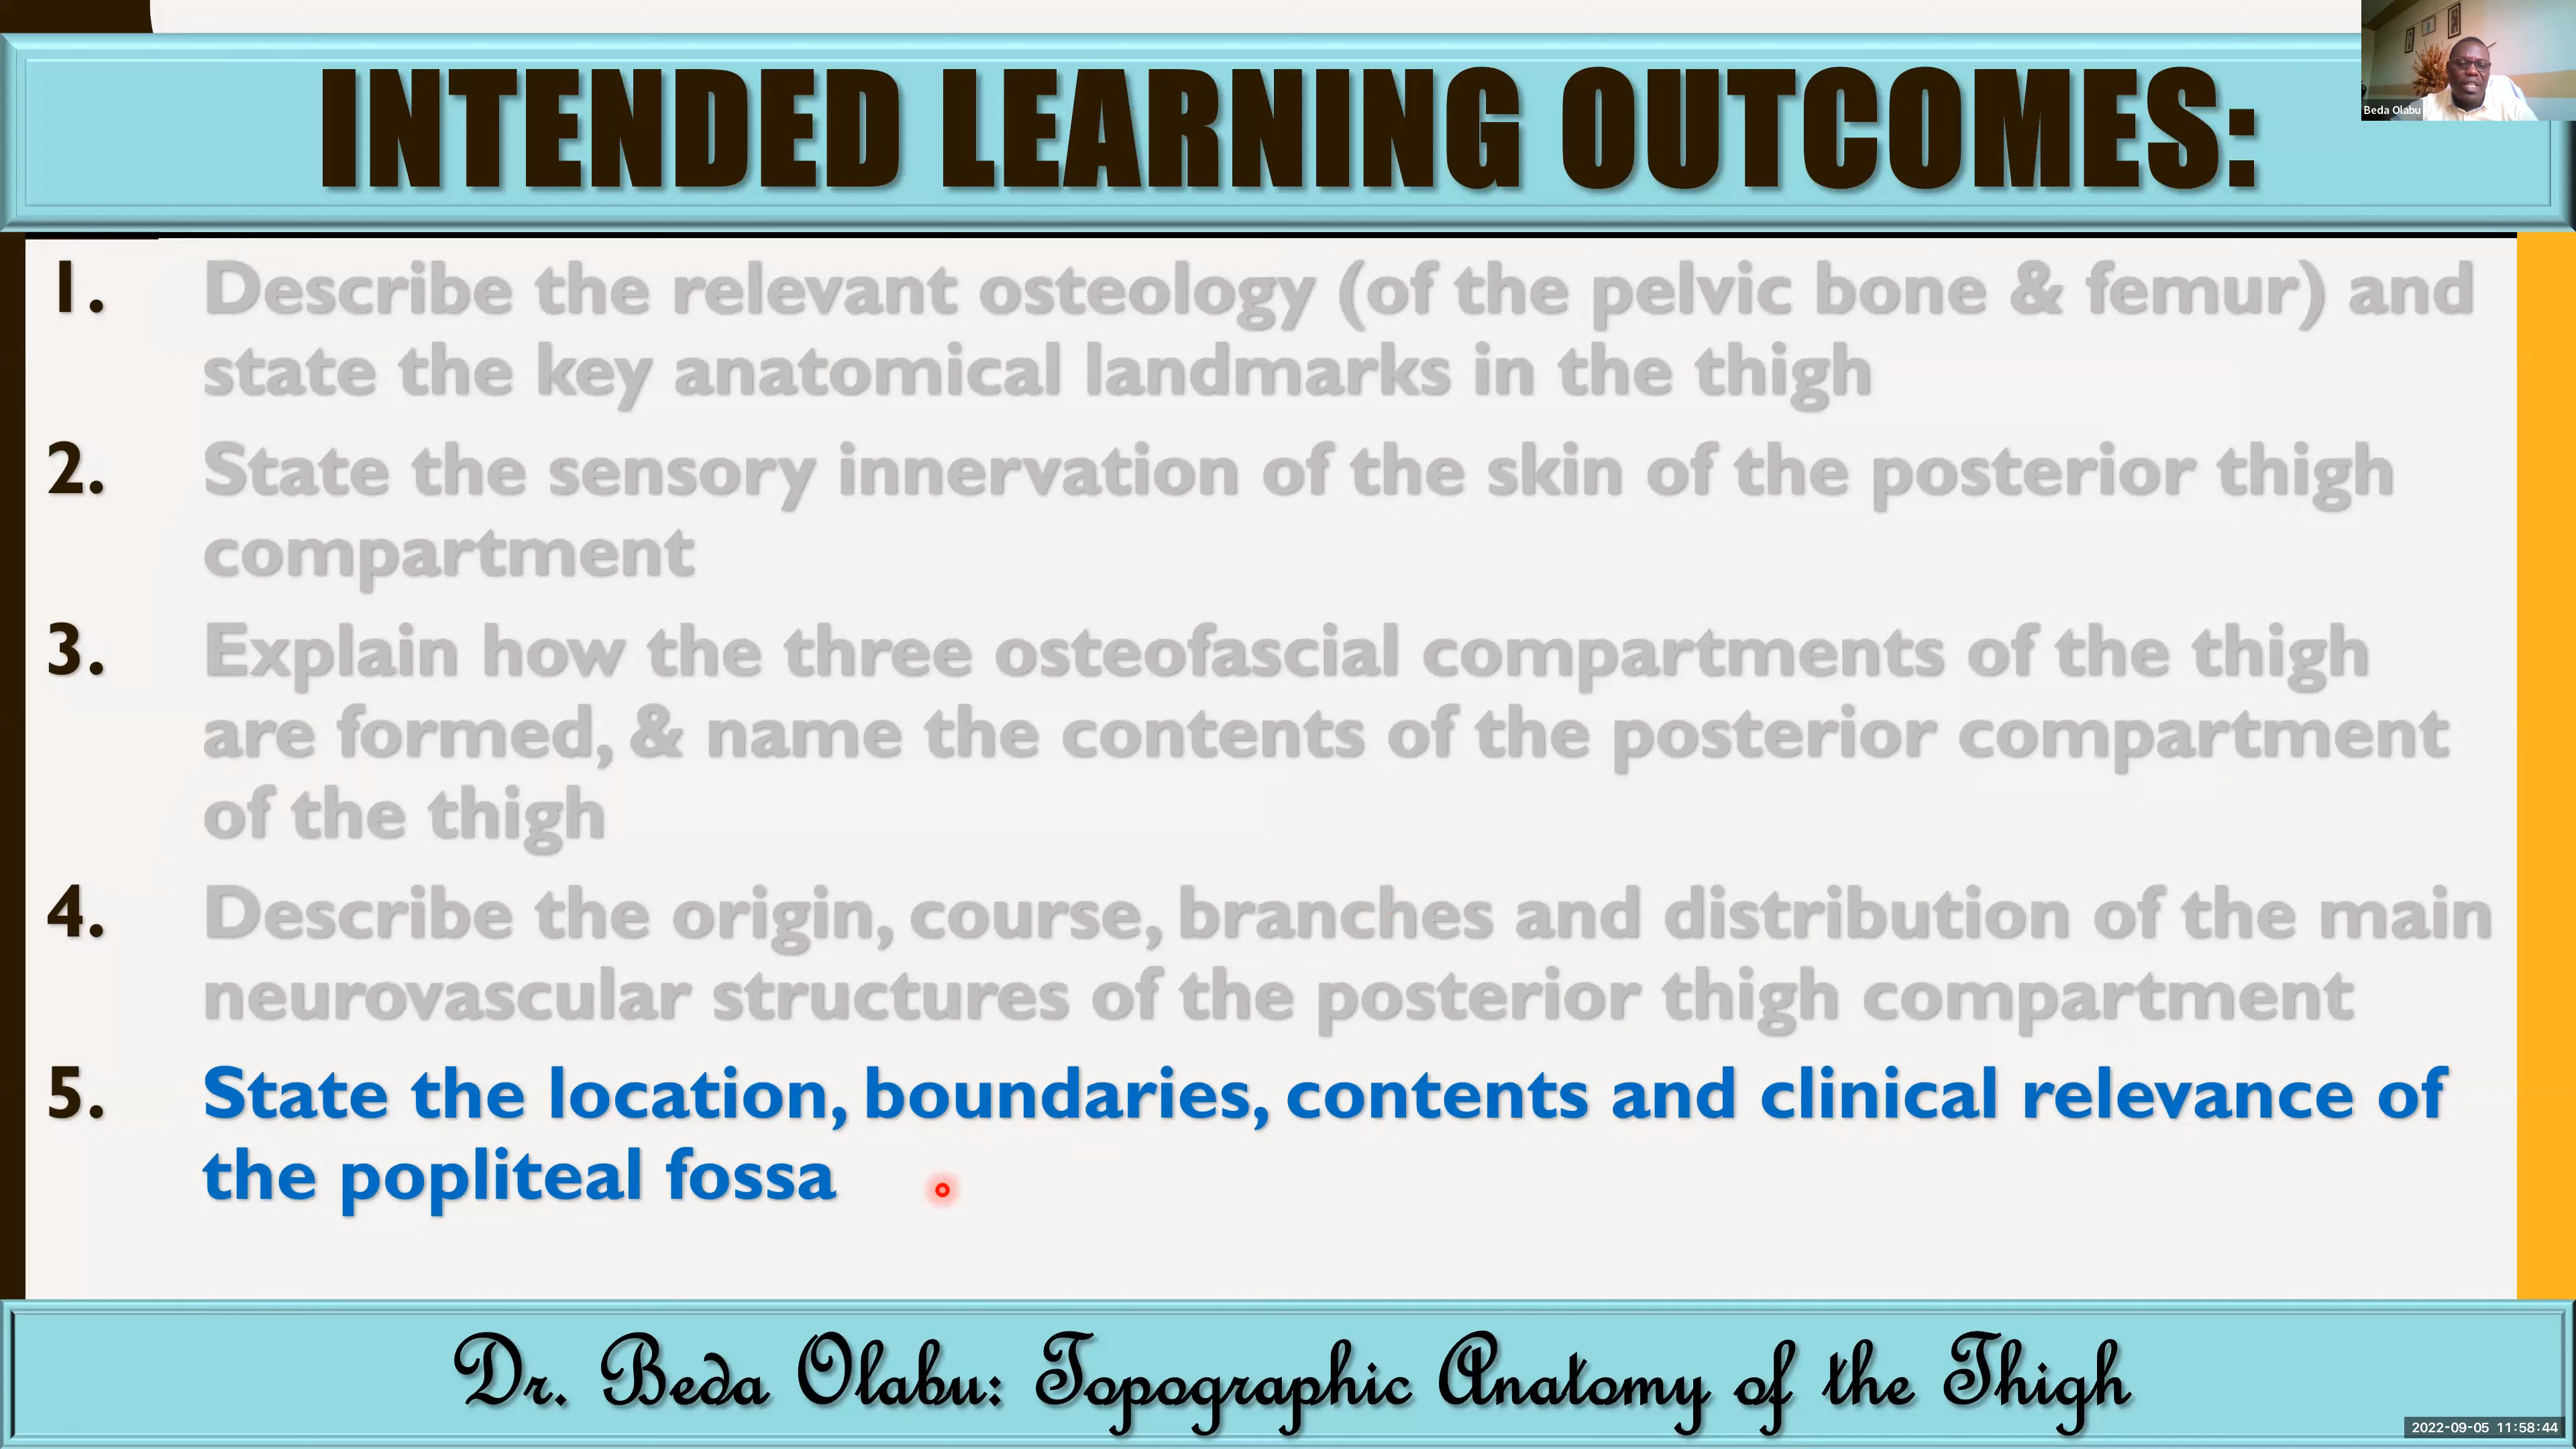 INTENDED LEARNING OUTCOMES:
Beda Olabu
1. Describe the relevant osteology (of the pelvic bone & femur) and
state the key anatomical landmarks in the thigh
2. State the sensory innervation of the skin of the posterior thigh
compartment
3. Explain how the three osteofascial compartments of the thigh
are formed, & name the contents of the posterior compartment
of the thigh
4. Describe the origin, course, branches and distribution of the main
neurovascular structures of the posterior thigh compartment
5. State the location, boundaries, contents and clinical relevance of
the popliteal fossa
Dr. Beda Olabu: Topographic Anatomy of the Thigh
2022-09-05 11:58:44